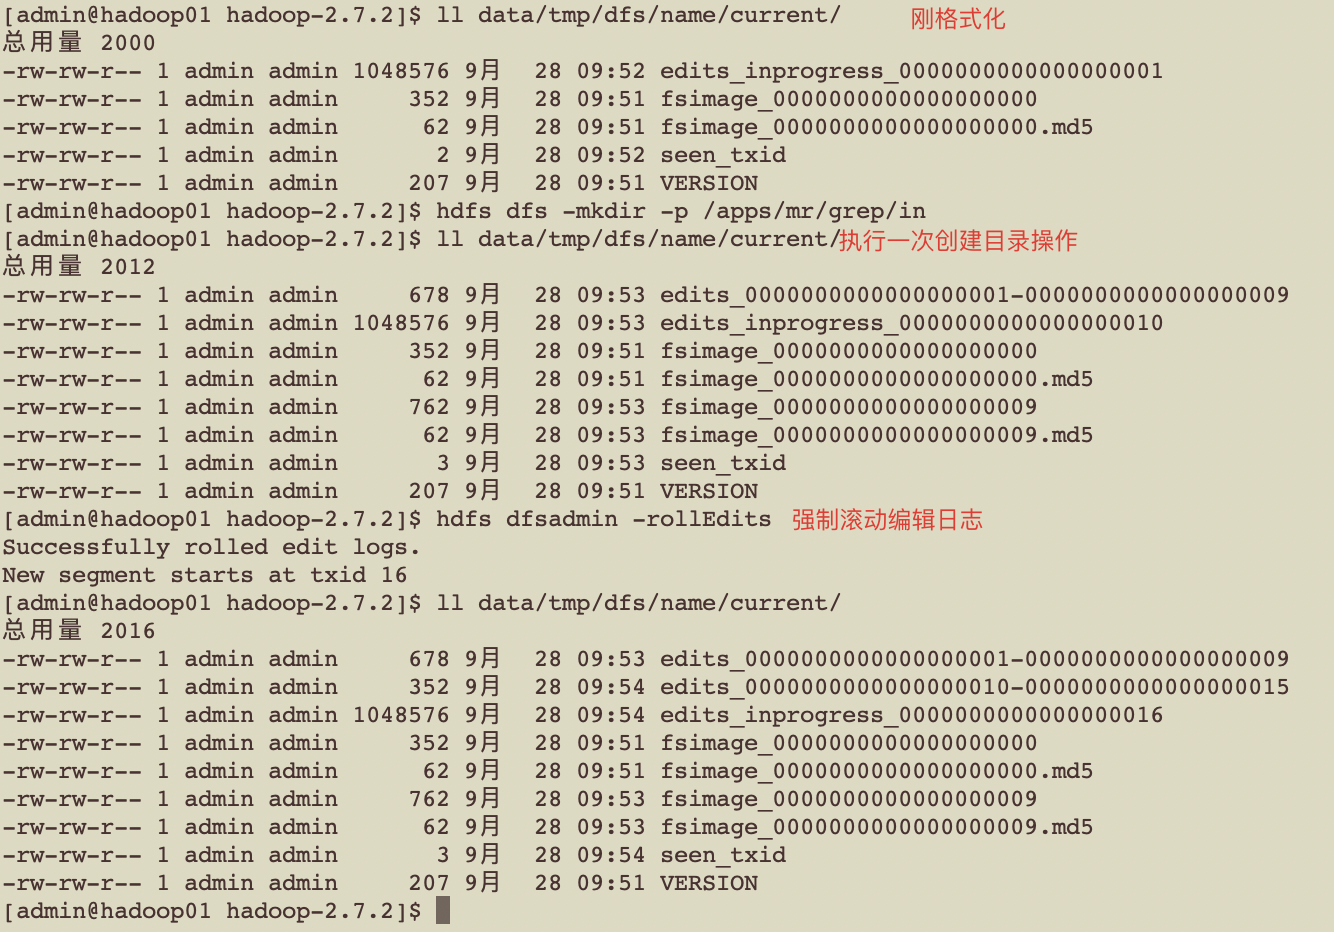 [admin@hadoop01 hadoop-2.7.2]$ ll data/tmp/dfs/name/current/ 刚格式化
总用量 2000
-rw-rw-r-- 1 admin admin 1048576 9月  28 09:52 edits_inprogress_0000000000000000001
-rw-rw-r-- 1 admin admin     352 9月  28 09:51 fsimage_0000000000000000000
-rw-rw-r-- 1 admin admin      62 9月  28 09:51 fsimage_0000000000000000000.md5
-rw-rw-r-- 1 admin admin       2 9月  28 09:52 seen_txid
-rw-rw-r-- 1 admin admin     207 9月  28 09:51 VERSION
[admin@hadoop01 hadoop-2.7.2]$ hdfs dfs -mkdir -p /apps/mr/grep/in
[admin@hadoop01 hadoop-2.7.2]$ ll data/tmp/dfs/name/current/ 执行一次创建目录操作
总用量 2012
-rw-rw-r-- 1 admin admin     678 9月  28 09:53 edits_0000000000000000001-0000000000000000009
-rw-rw-r-- 1 admin admin 1048576 9月  28 09:53 edits_inprogress_0000000000000000010
-rw-rw-r-- 1 admin admin     352 9月  28 09:51 fsimage_0000000000000000000
-rw-rw-r-- 1 admin admin      62 9月  28 09:51 fsimage_0000000000000000000.md5
-rw-rw-r-- 1 admin admin     762 9月  28 09:53 fsimage_0000000000000000009
-rw-rw-r-- 1 admin admin      62 9月  28 09:53 fsimage_0000000000000000009.md5
-rw-rw-r-- 1 admin admin       3 9月  28 09:53 seen_txid
-rw-rw-r-- 1 admin admin     207 9月  28 09:51 VERSION
[admin@hadoop01 hadoop-2.7.2]$ hdfs dfsadmin -rollEdits 强制滚动编辑日志
Successfully rolled edit logs.
New segment starts at txid 16
[admin@hadoop01 hadoop-2.7.2]$ ll data/tmp/dfs/name/current/
总用量 2016
-rw-rw-r-- 1 admin admin     678 9月  28 09:53 edits_0000000000000000001-0000000000000000009
-rw-rw-r-- 1 admin admin     352 9月  28 09:54 edits_0000000000000000010-0000000000000000015
-rw-rw-r-- 1 admin admin 1048576 9月  28 09:54 edits_inprogress_0000000000000000016
-rw-rw-r-- 1 admin admin     352 9月  28 09:51 fsimage_0000000000000000000
-rw-rw-r-- 1 admin admin      62 9月  28 09:51 fsimage_0000000000000000000.md5
-rw-rw-r-- 1 admin admin     762 9月  28 09:53 fsimage_0000000000000000009
-rw-rw-r-- 1 admin admin      62 9月  28 09:53 fsimage_0000000000000000009.md5
-rw-rw-r-- 1 admin admin       3 9月  28 09:54 seen_txid
-rw-rw-r-- 1 admin admin     207 9月  28 09:51 VERSION
[admin@hadoop01 hadoop-2.7.2]$